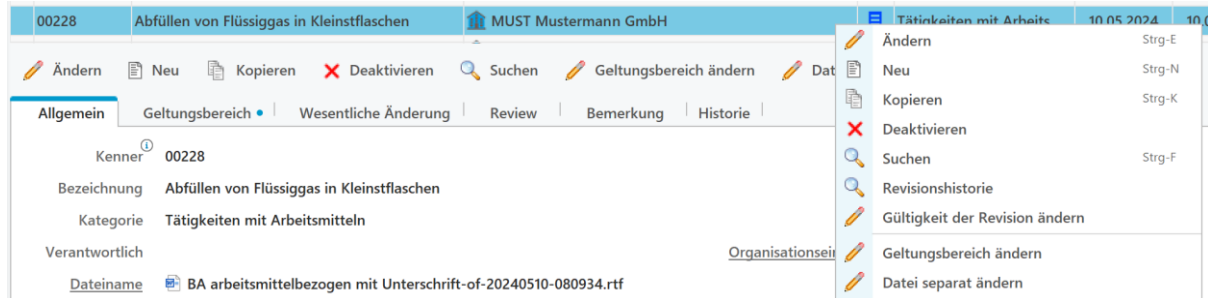 00228 Abfüllen von Flüssiggas in Kleinstflaschen MUST Mustermann GmbH Tätigkeiten mit Arbeits 10.05.2024
Ändern Neu Kopieren Deaktivieren Suchen Geltungsbereich ändern Dat
Allgemein Geltungsbereich Wesentliche Änderung Review Bemerkung Historie
Kenner 00228
Bezeichnung Abfüllen von Flüssiggas in Kleinstflaschen
Kategorie Tätigkeiten mit Arbeitsmitteln
Verantwortlich Organisationsei
Dateiname BA arbeitsmittelbezogen mit Unterschrift-of-20240510-080934.rtf
Ändern Strg-E
Neu Strg-N
Kopieren Strg-K
Deaktivieren
Suchen Strg-F
Revisionshistorie
Gültigkeit der Revision ändern
Geltungsbereich ändern
Datei separat ändern